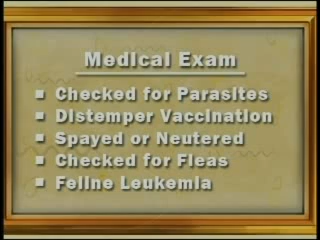 Medical Exam
Checked for Parasites
Distemper Vaccination
Spayed or Neutered
Checked for Fleas
Feline Leukemia